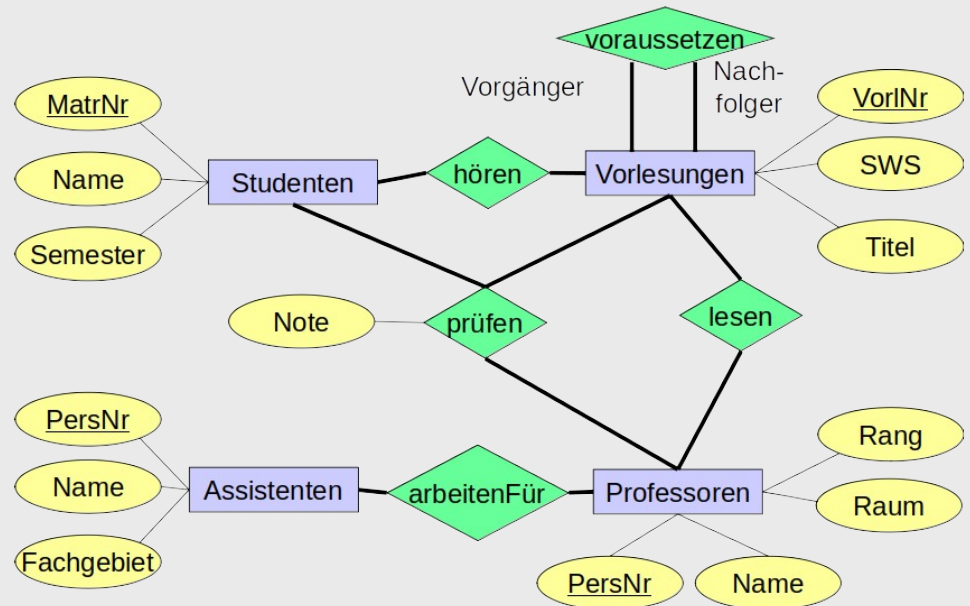 voraussetzen
Vorgänger
Nach-
folger
MatrNr
Name
Semester
Studenten
hören
Vorlesungen
VorlNr
SWS
Titel
Note
prüfen
lesen
PersNr
Name
Fachgebiet
Assistenten
arbeitenFür
Professoren
Rang
Raum
PersNr
Name